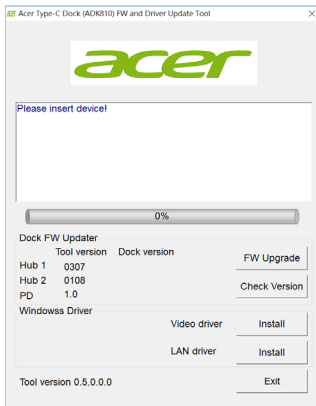 Acer Type-C Dock (ADK810) FW and Driver Update Tool
acer
Please insert device!
0%
Dock FW Updater
Tool version Dock version
Hub 1 0307
FW Upgrade
Hub 2 0108
Check Version
PD 1.0
Windowss Driver
Video driver Install
LAN driver Install
Tool version 0.5.0.0.0 Exit